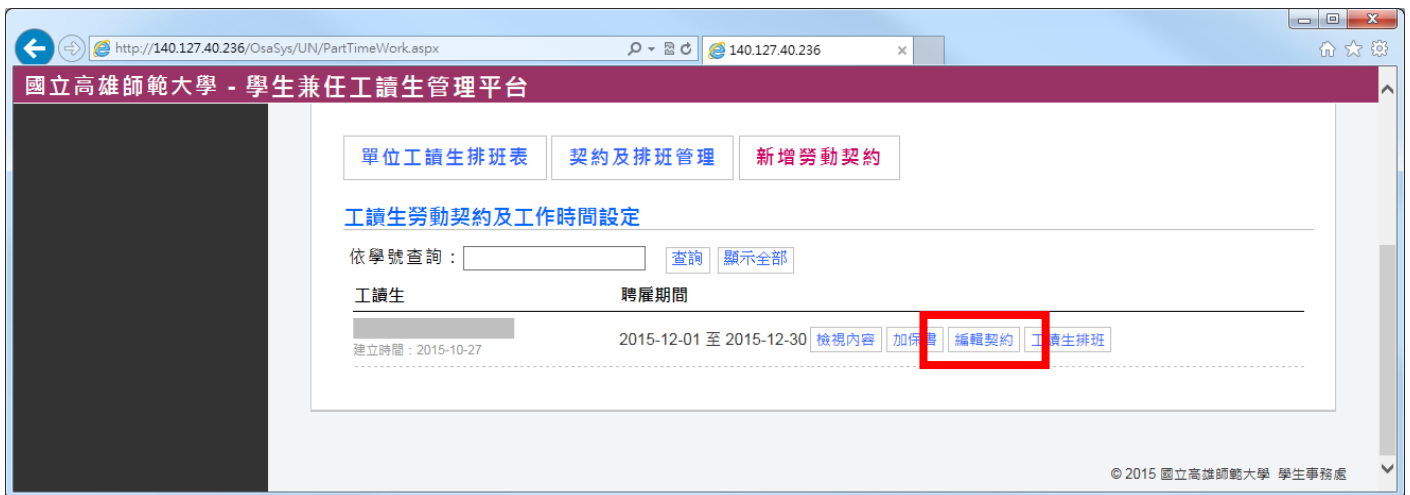 http://140.127.40.236/OsaSys/UN/PartTimeWork.aspx 140.127.40.236
國立高雄師範大學 - 學生兼任工讀生管理平台
單位工讀生排班表 契約及排班管理 新增勞動契約
工讀生勞動契約及工作時間設定
依學號查詢： 查詢 顯示全部
工讀生 聘雇期間
2015-12-01 至 2015-12-30 檢視內容 加保書 編輯契約 工讀生排班
建立時間：2015-10-27
© 2015 國立高雄師範大學 學生事務處